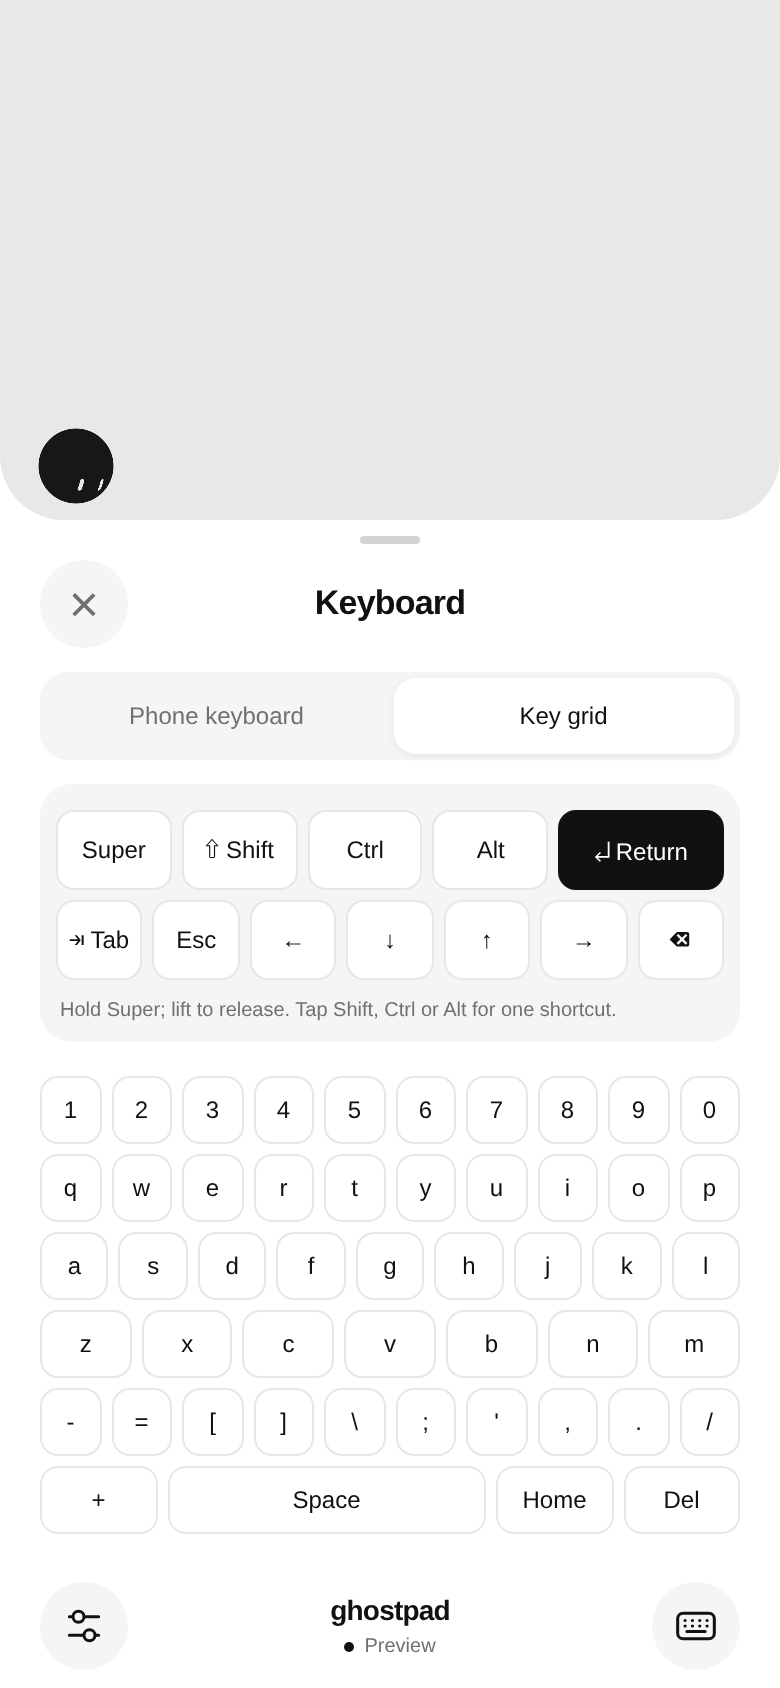 Keyboard
Phone keyboard Key grid
Super ⇧ Shift Ctrl Alt ⏎ Return
⇥ Tab Esc ← ↓ ↑ → ⌫
Hold Super; lift to release. Tap Shift, Ctrl or Alt for one shortcut.
1 2 3 4 5 6 7 8 9 0
q w e r t y u i o p
a s d f g h j k l
z x c v b n m
- = [ ] \ ; ' , . /
+ Space Home Del
ghostpad
Preview